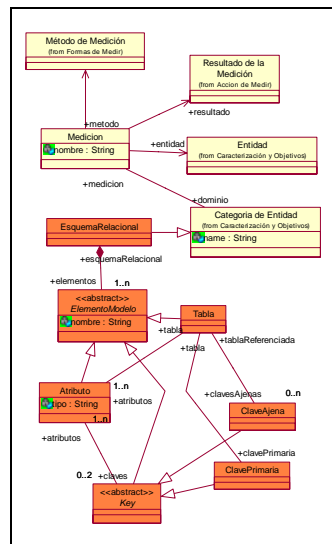 Método de Medición
(from Formas de Medir)
Resultado de la
Medición
(from Accion de Medir)
+metodo
+resultado
Medicion
nombre : String
+entidad
Entidad
(from Caracterización y Objetivos)
+medicion
+dominio
Categoria de Entidad
(from Caracterización y Objetivos)
name : String
EsquemaRelacional
+esquemaRelacional
+elementos
1..n
<<abstract>>
ElementoModelo
nombre : String
Tabla
+tabla
+tabla
+tablaReferenciada
Atributo
tipo : String
1..n
+atributos
1..n
+clavesAjenas
0..n
ClaveAjena
+atributos
+clavePrimaria
ClavePrimaria
0..2
+claves
<<abstract>>
Key